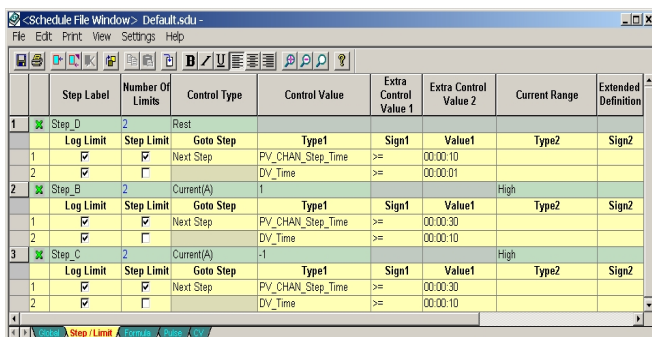 <Schedule File Window> Default.sdu -
File Edit Print View Settings Help
B I U
Step Label Number Of Limits Control Type Control Value Extra Control Value 1 Extra Control Value 2 Current Range Extended Definition
1 Step_D 2 Rest
Log Limit Step Limit Goto Step Type1 Sign1 Value1 Type2 Sign2
1 Next Step PV_CHAN_Step_Time >= 00:00:10
2 DV_Time >= 00:00:01
2 Step_B 2 Current(A) 1 High
Log Limit Step Limit Goto Step Type1 Sign1 Value1 Type2 Sign2
1 Next Step PV_CHAN_Step_Time >= 00:00:30
2 DV_Time >= 00:00:10
3 Step_C 2 Current(A) -1 High
Log Limit Step Limit Goto Step Type1 Sign1 Value1 Type2 Sign2
1 Next Step PV_CHAN_Step_Time >= 00:00:30
2 DV_Time >= 00:00:10
Global Step / Limit Formula Pulse CV